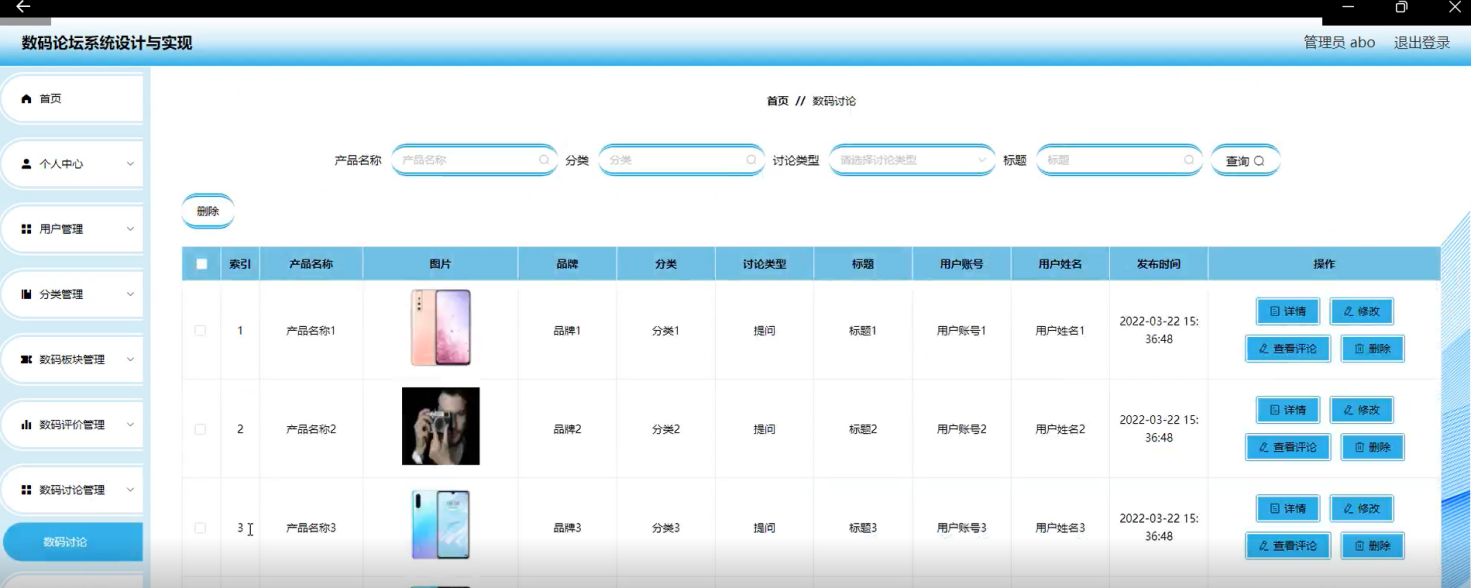 数码论坛系统设计与实现
管理员 abo 退出登录
首页
个人中心
用户管理
分类管理
数码板块管理
数码评价管理
数码讨论管理
数码讨论
首页 // 数码讨论
产品名称 产品名称 分类 分类 讨论类型 请选择讨论类型 标题 标题 查询
删除
索引 产品名称 图片 品牌 分类 讨论类型 标题 用户账号 用户姓名 发布时间 操作
1 产品名称1 品牌1 分类1 提问 标题1 用户账号1 用户姓名1 2022-03-22 15:36:48 详情 修改 查看评论 删除
2 产品名称2 品牌2 分类2 提问 标题2 用户账号2 用户姓名2 2022-03-22 15:36:48 详情 修改 查看评论 删除
3 产品名称3 品牌3 分类3 提问 标题3 用户账号3 用户姓名3 2022-03-22 15:36:48 详情 修改 查看评论 删除